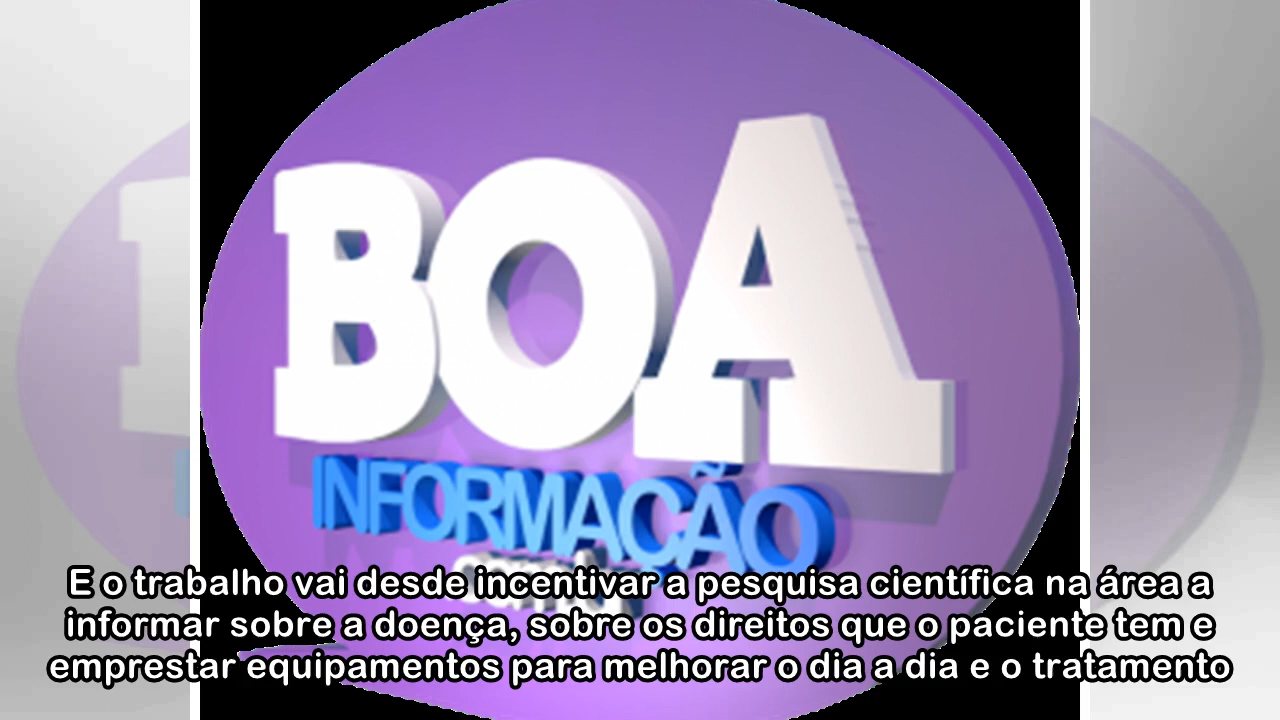 BOA
INFORMAÇÃO
E o trabalho vai desde incentivar a pesquisa científica na área a
informar sobre a doença, sobre os direitos que o paciente tem e
emprestar equipamentos para melhorar o dia a dia e o tratamento